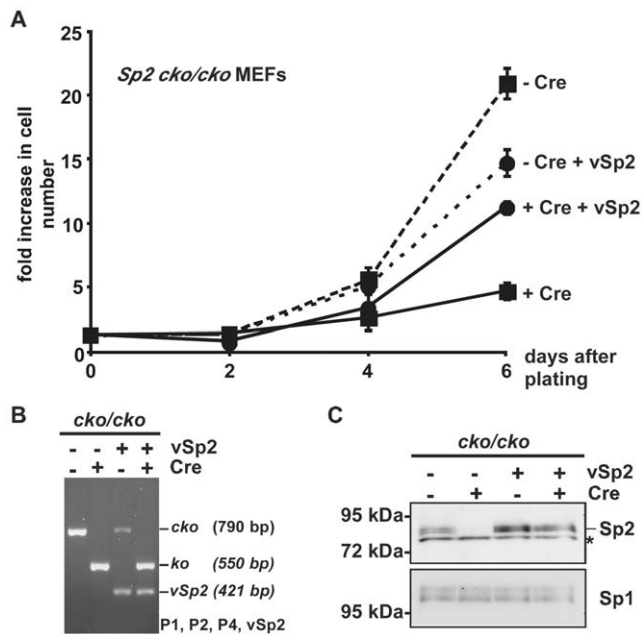 A
Sp2 cko/cko MEFs
fold increase in cell
number
25
20
15
10
5
0
0 2 4 6
days after
plating
- Cre
- Cre + vSp2
+ Cre + vSp2
+ Cre
B
cko/cko
- - + + vSp2
- + - + Cre
cko (790 bp)
ko (550 bp)
vSp2 (421 bp)
P1, P2, P4, vSp2
C
cko/cko
- - + + vSp2
- + - + Cre
95 kDa
72 kDa
Sp2
*
95 kDa
Sp1